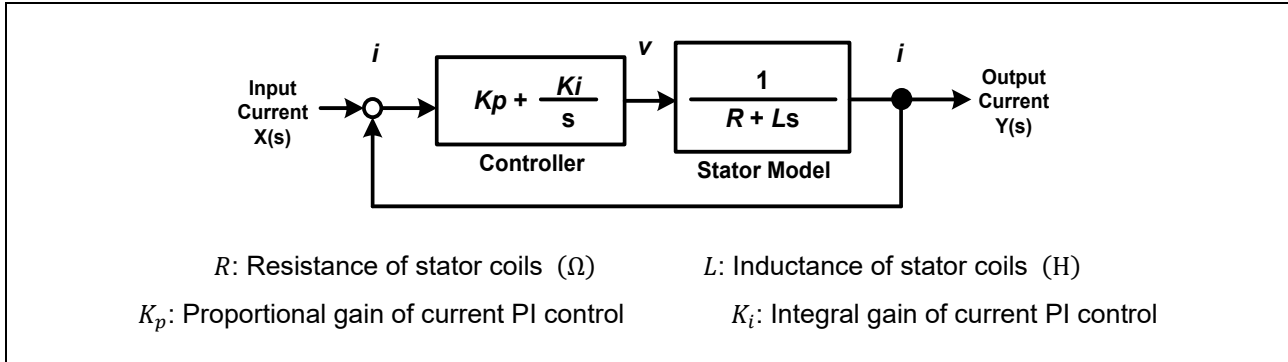 i
v
i
Input
Current
X(s)
Kp + Ki
s
1
R + Ls
Output
Current
Y(s)
Controller
Stator Model
R: Resistance of stator coils (Ω)
L: Inductance of stator coils (H)
Kp: Proportional gain of current PI control
Ki: Integral gain of current PI control